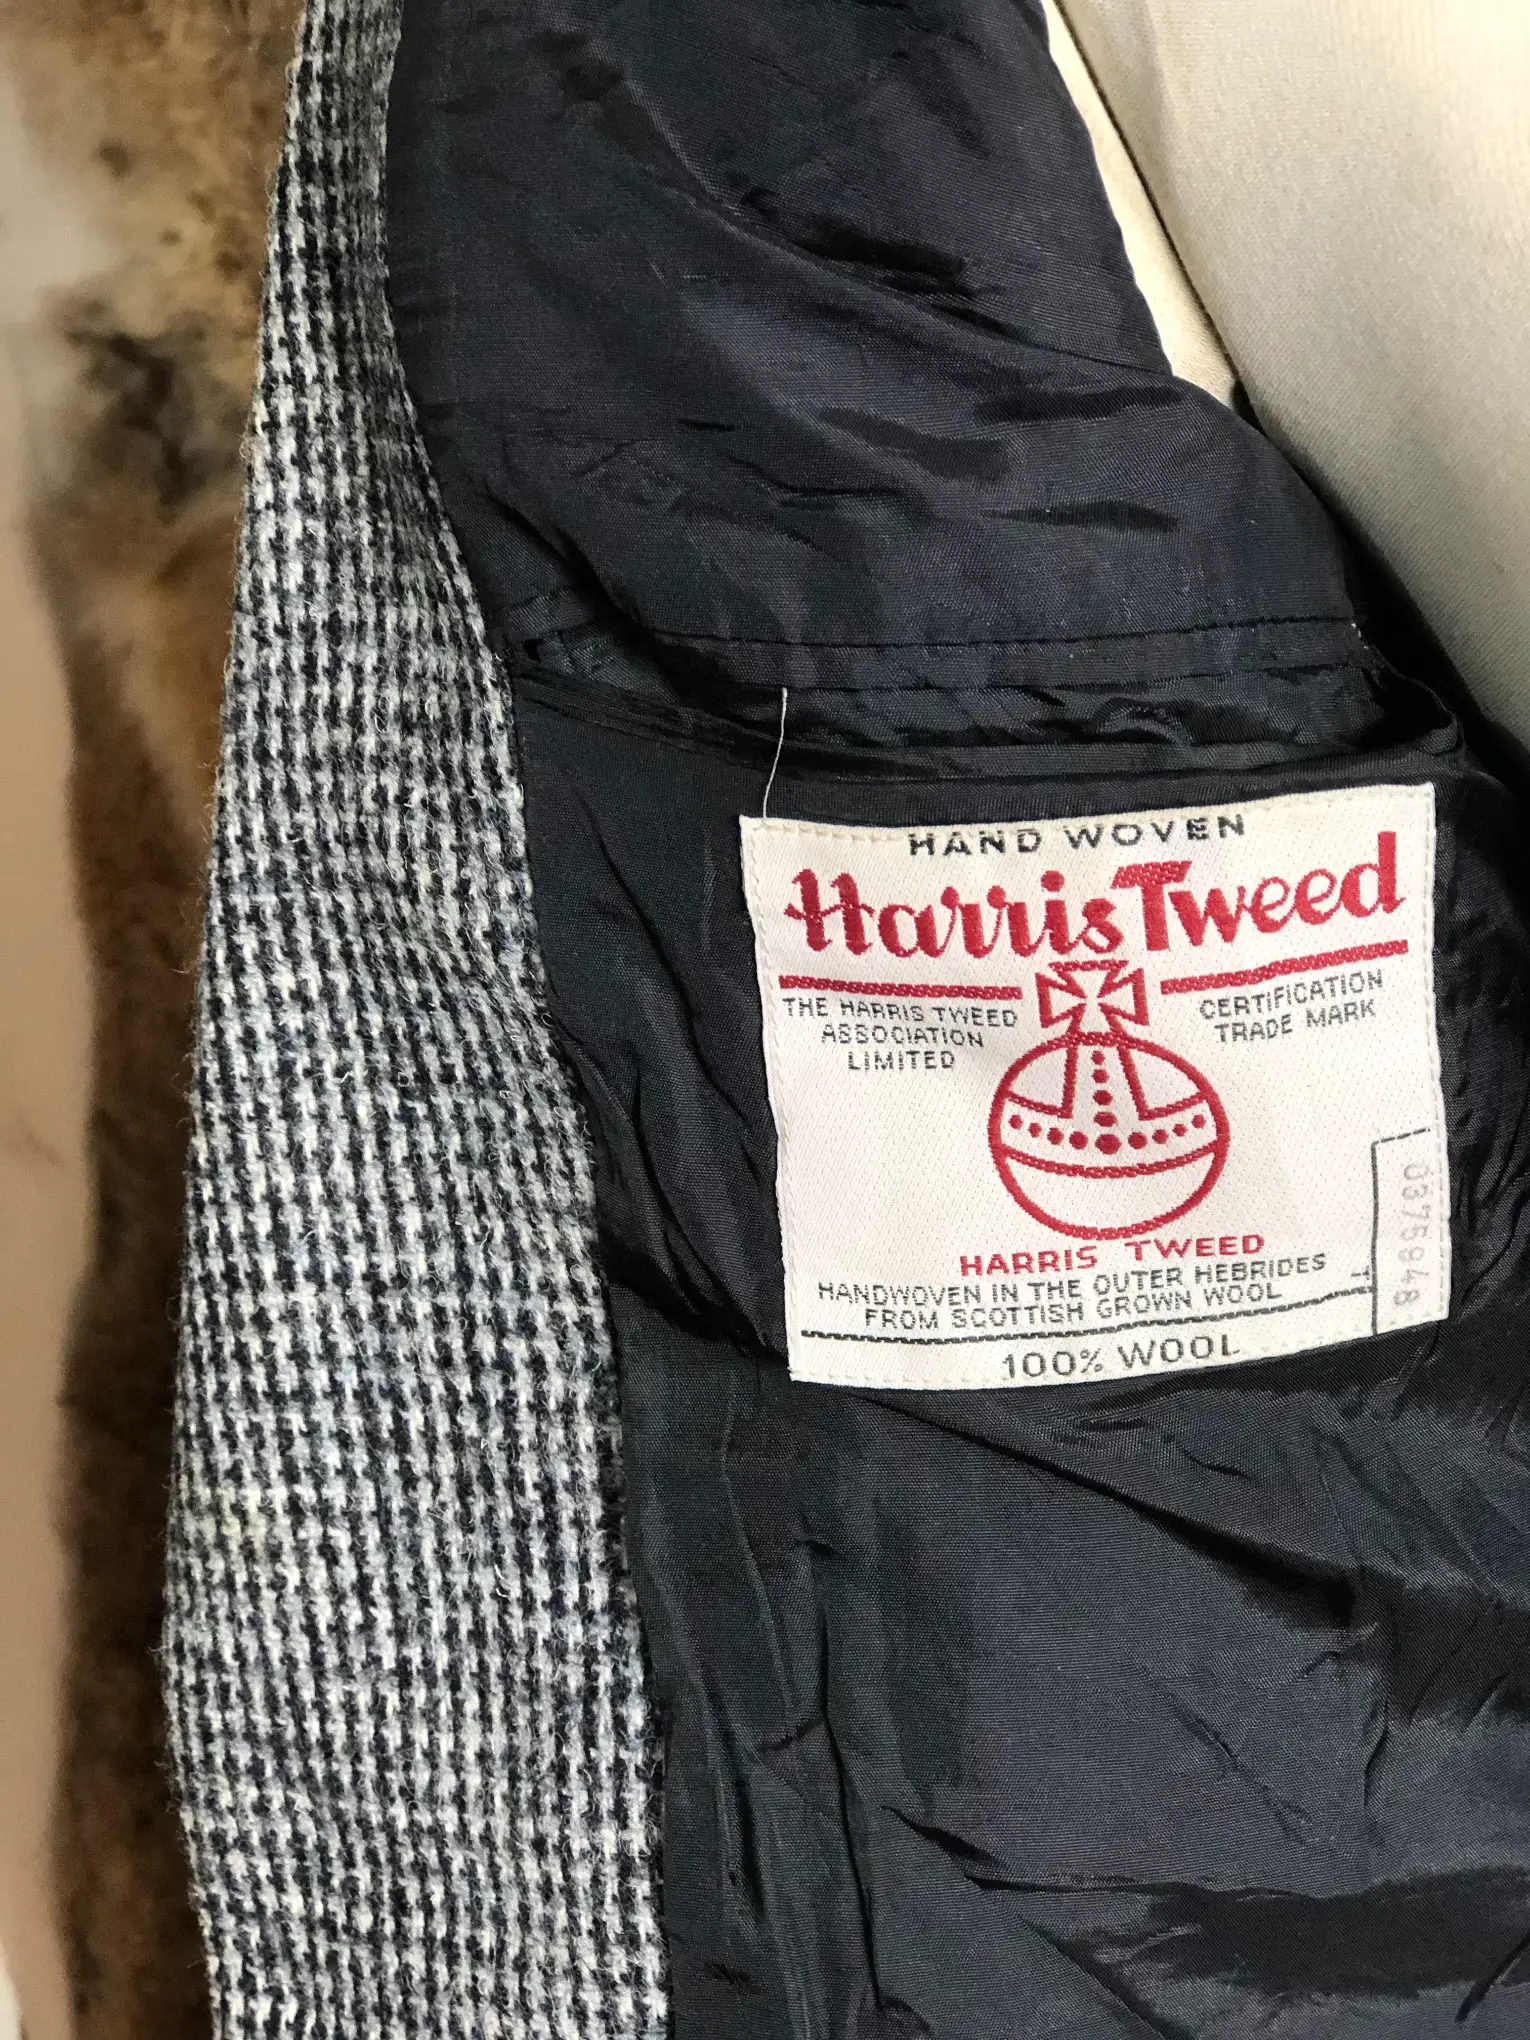 HAND WOVEN
Harris Tweed
THE HARRIS TWEED
ASSOCIATION
LIMITED
CERTIFICATION
TRADE MARK
HARRIS TWEED
HANDWOVEN IN THE OUTER HEBRIDES
FROM SCOTTISH GROWN WOOL
100% WOOL